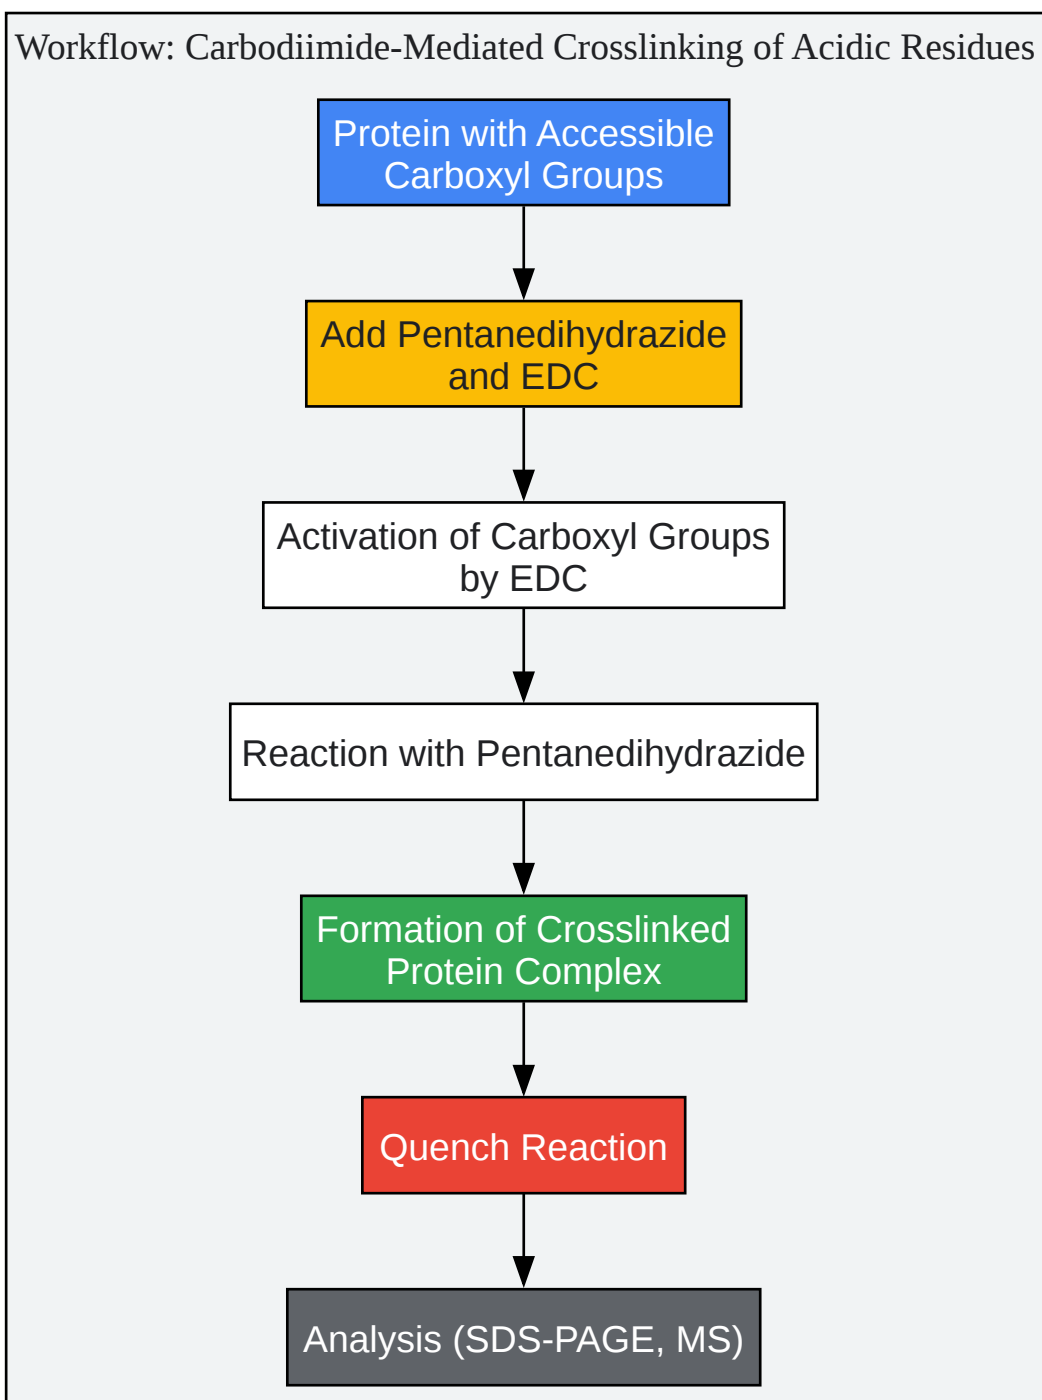 Workflow: Carbodiimide-Mediated Crosslinking of Acidic Residues
Protein with Accessible
Carboxyl Groups
Add Pentanedihydrazide
and EDC
Activation of Carboxyl Groups
by EDC
Reaction with Pentanedihydrazide
Formation of Crosslinked
Protein Complex
Quench Reaction
Analysis (SDS-PAGE, MS)